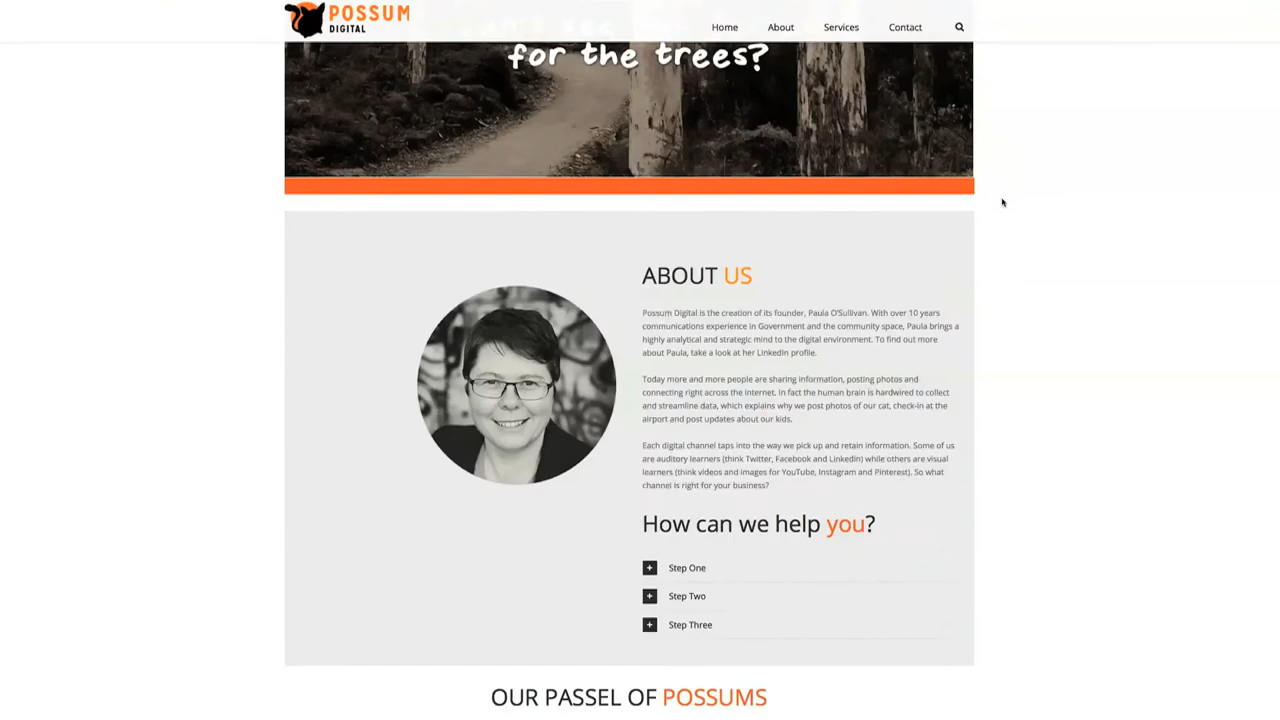 POSSUM
DIGITAL
Home
About
Services
Contact
for the trees?
ABOUT US
Possum Digital is the creation of its founder, Paula O'Sullivan. With over 10 years
communications experience in Government and the community space, Paula brings a
highly analytical and strategic mind to the digital environment. To find out more
about Paula, take a look at her LinkedIn profile.
Today more and more people are sharing information, posting photos and
connecting right across the internet. In fact the human brain is hardwired to collect
and streamline data, which explains why we post photos of our cat, check-in at the
airport and post updates about our kids.
Each digital channel taps into the way we pick up and retain information. Some of us
are auditory learners (think Twitter, Facebook and LinkedIn) while others are visual
learners (think videos and images for YouTube, Instagram and Pinterest). So what
channel is right for your business?
How can we help you?
Step One
Step Two
Step Three
OUR PASSEL OF POSSUMS